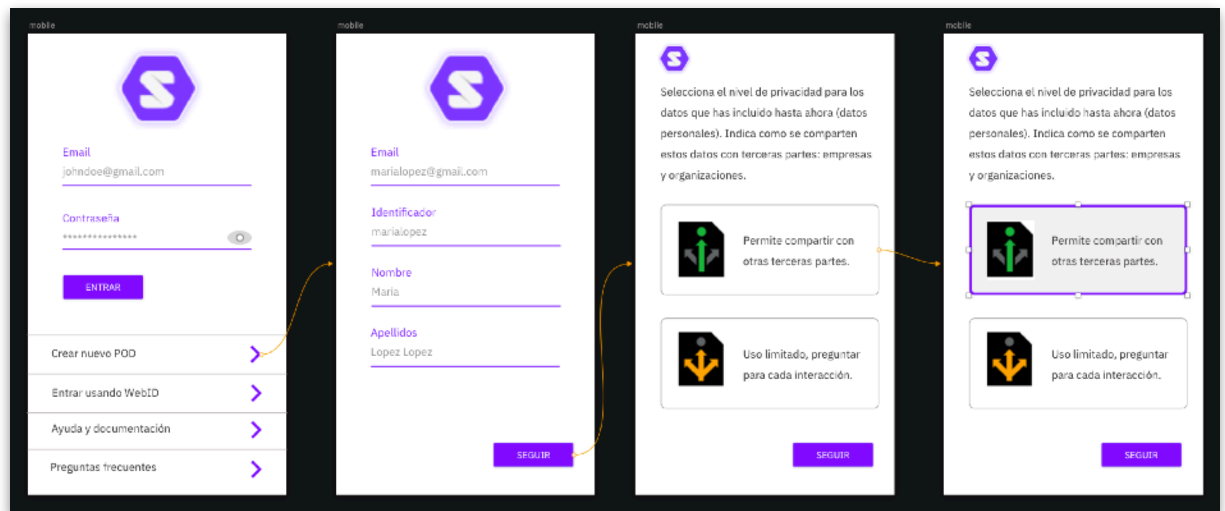 mobile
S
Email
johndoe@gmail.com
Contraseña
***************
ENTRAR
Crear nuevo POD
Entrar usando WebID
Ayuda y documentación
Preguntas frecuentes
mobile
S
Email
marialopez@gmail.com
Identificador
marialopez
Nombre
Maria
Apellidos
Lopez Lopez
SEGUIR
mobile
S
Selecciona el nivel de privacidad para los
datos que has incluido hasta ahora (datos
personales). Indica como se comparten
estos datos con terceras partes: empresas
y organizaciones.
Permite compartir con
otras terceras partes.
Uso limitado, preguntar
para cada interacción.
SEGUIR
mobile
S
Selecciona el nivel de privacidad para los
datos que has incluido hasta ahora (datos
personales). Indica como se comparten
estos datos con terceras partes: empresas
y organizaciones.
Permite compartir con
otras terceras partes.
Uso limitado, preguntar
para cada interacción.
SEGUIR